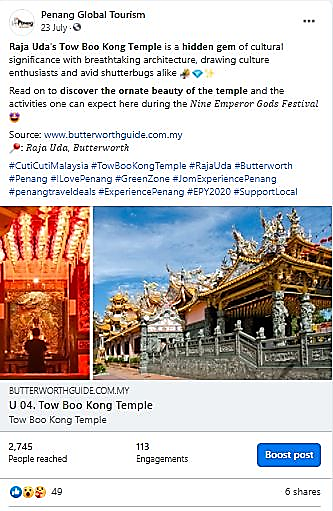 Penang Global Tourism
23 July ·
Raja Uda's Tow Boo Kong Temple is a hidden gem of cultural
significance with breathtaking architecture, drawing culture
enthusiasts and avid shutterbugs alike
Read on to discover the ornate beauty of the temple and the
activities one can expect here during the Nine Emperor Gods Festival
Source: www.butterworthguide.com.my
: Raja Uda, Butterworth
#CutiCutiMalaysia #TowBooKongTemple #RajaUda #Butterworth
#Penang #ILovePenang #GreenZone #JomExperiencePenang
#penangtraveldeals #ExperiencePenang #EPY2020 #SupportLocal
BUTTERWORTHGUIDE.COM.MY
U 04. Tow Boo Kong Temple
Tow Boo Kong Temple
2,745
People reached
113
Engagements
Boost post
49
6 shares